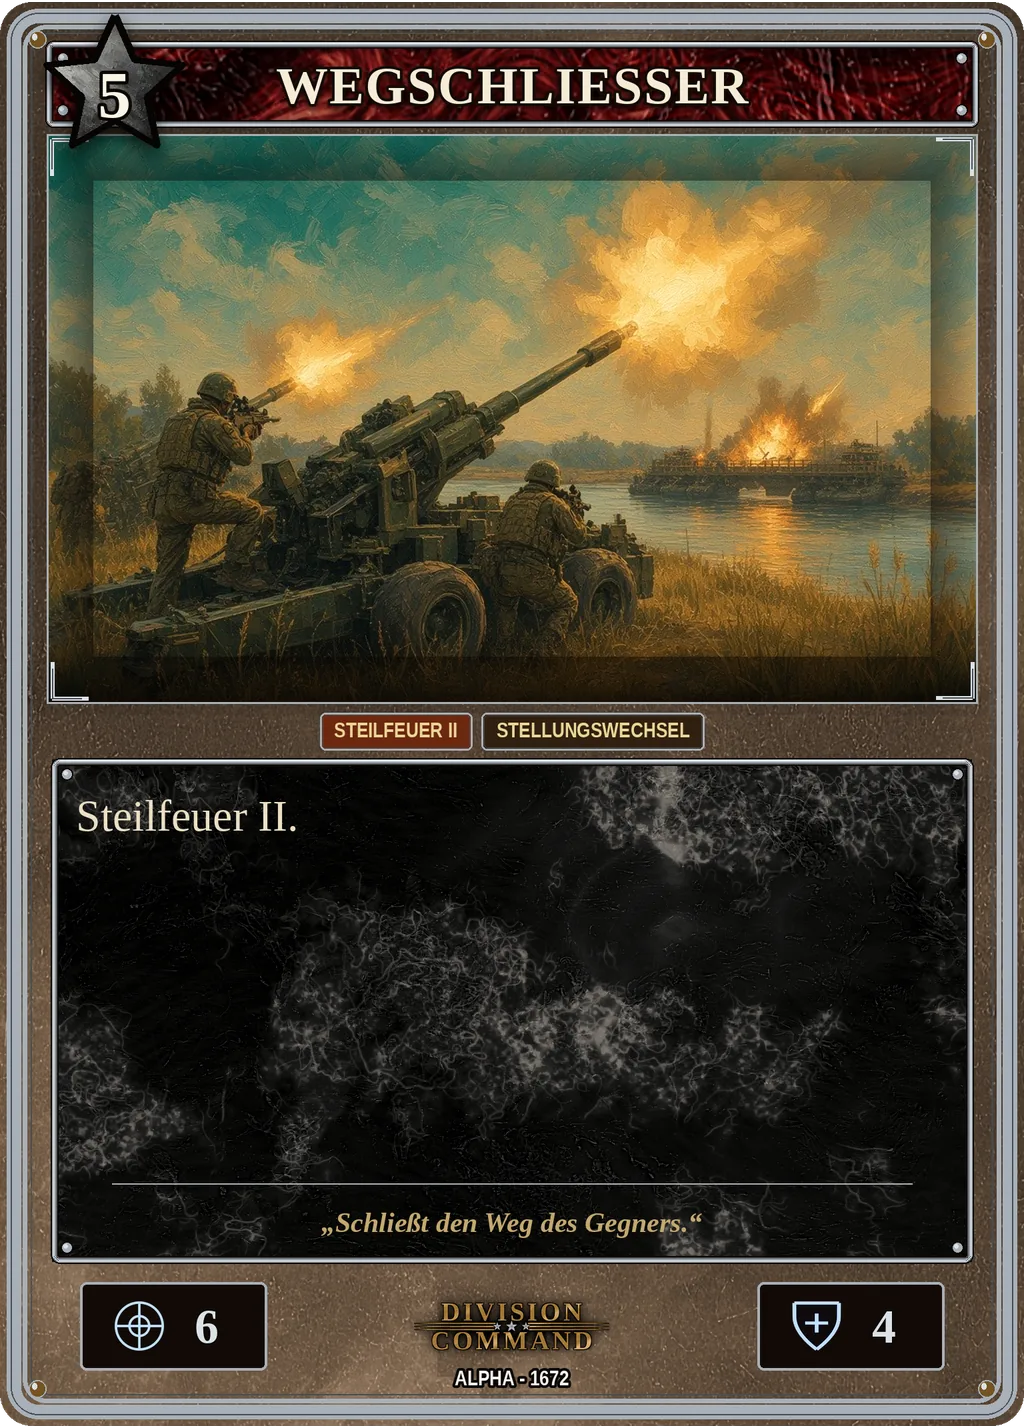 5
WEGSCHLIESSER
STEILFEUER II
STELLUNGSWECHSEL
Steilfeuer II.
„Schließt den Weg des Gegners.“
6
DIVISION
COMMAND
4
ALPHA - 1672